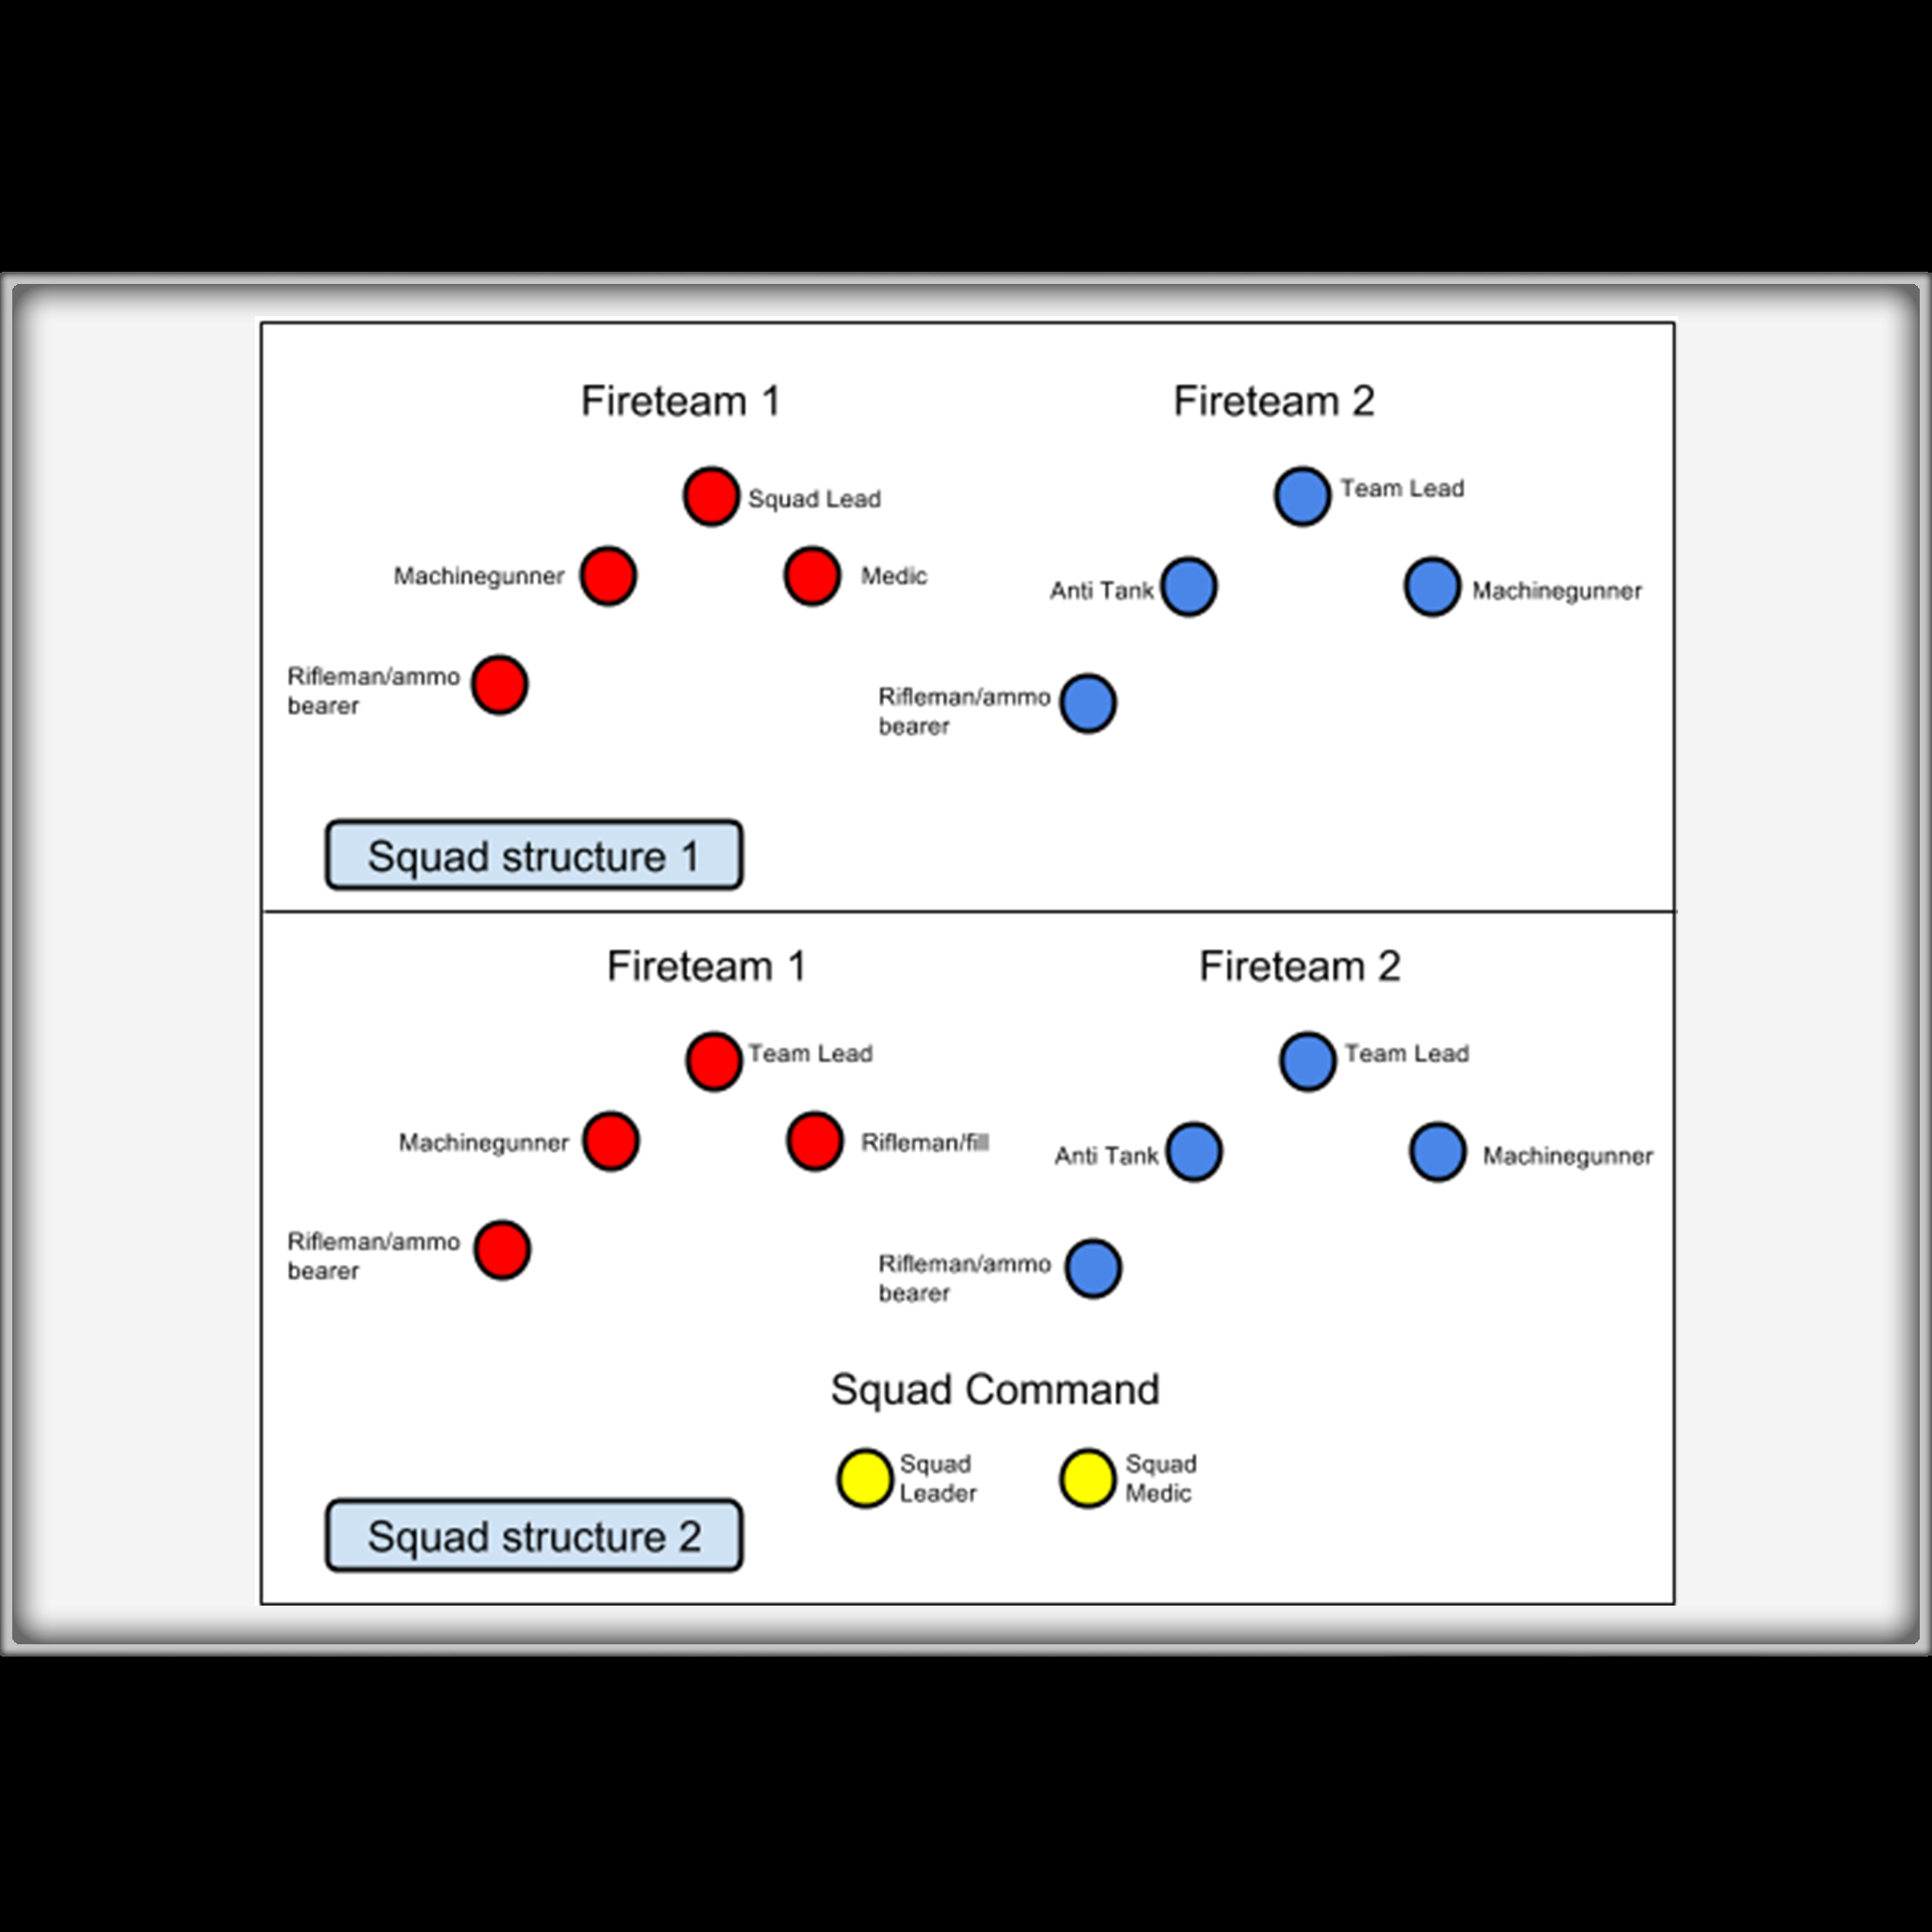 Fireteam 1
Fireteam 2
Squad Lead
Team Lead
Machinegunner
Medic
Anti Tank
Machinegunner
Rifleman/ammo
bearer
Rifleman/ammo
bearer
Squad structure 1
Fireteam 1
Fireteam 2
Team Lead
Team Lead
Machinegunner
Rifleman/fill
Anti Tank
Machinegunner
Rifleman/ammo
bearer
Rifleman/ammo
bearer
Squad Command
Squad
Leader
Squad
Medic
Squad structure 2